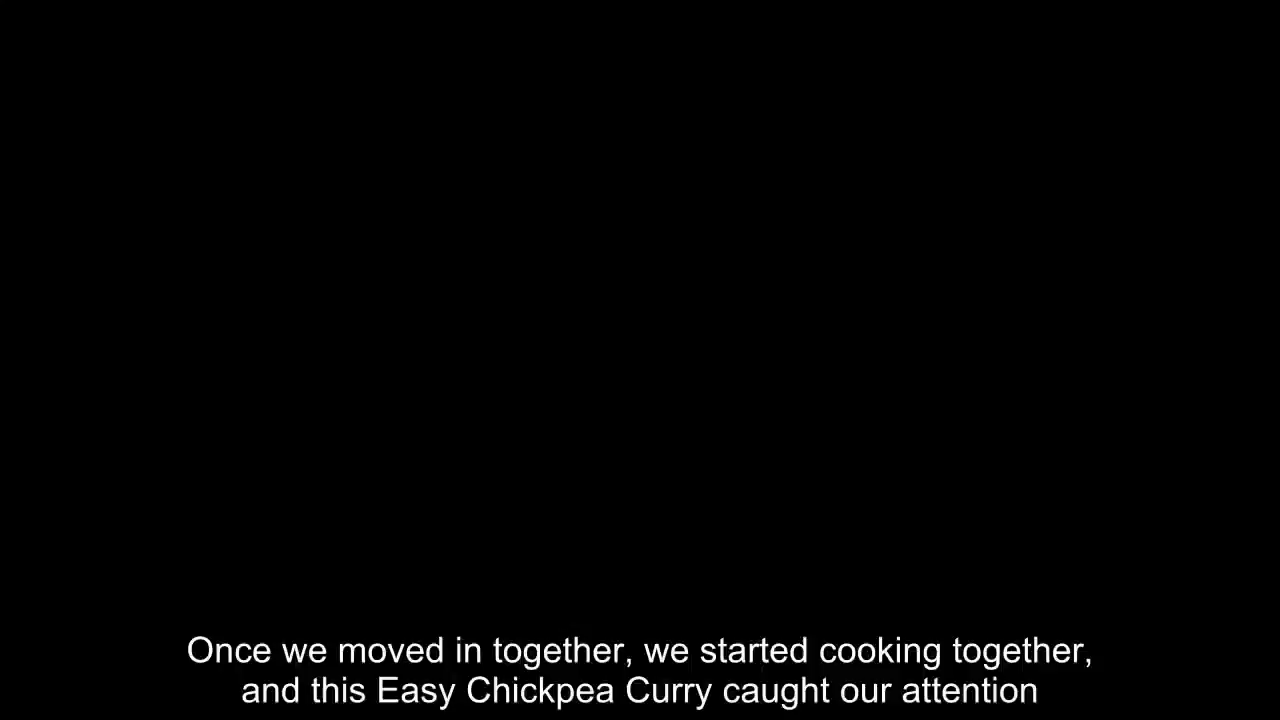 Once we moved in together, we started cooking together,
and this Easy Chickpea Curry caught our attention